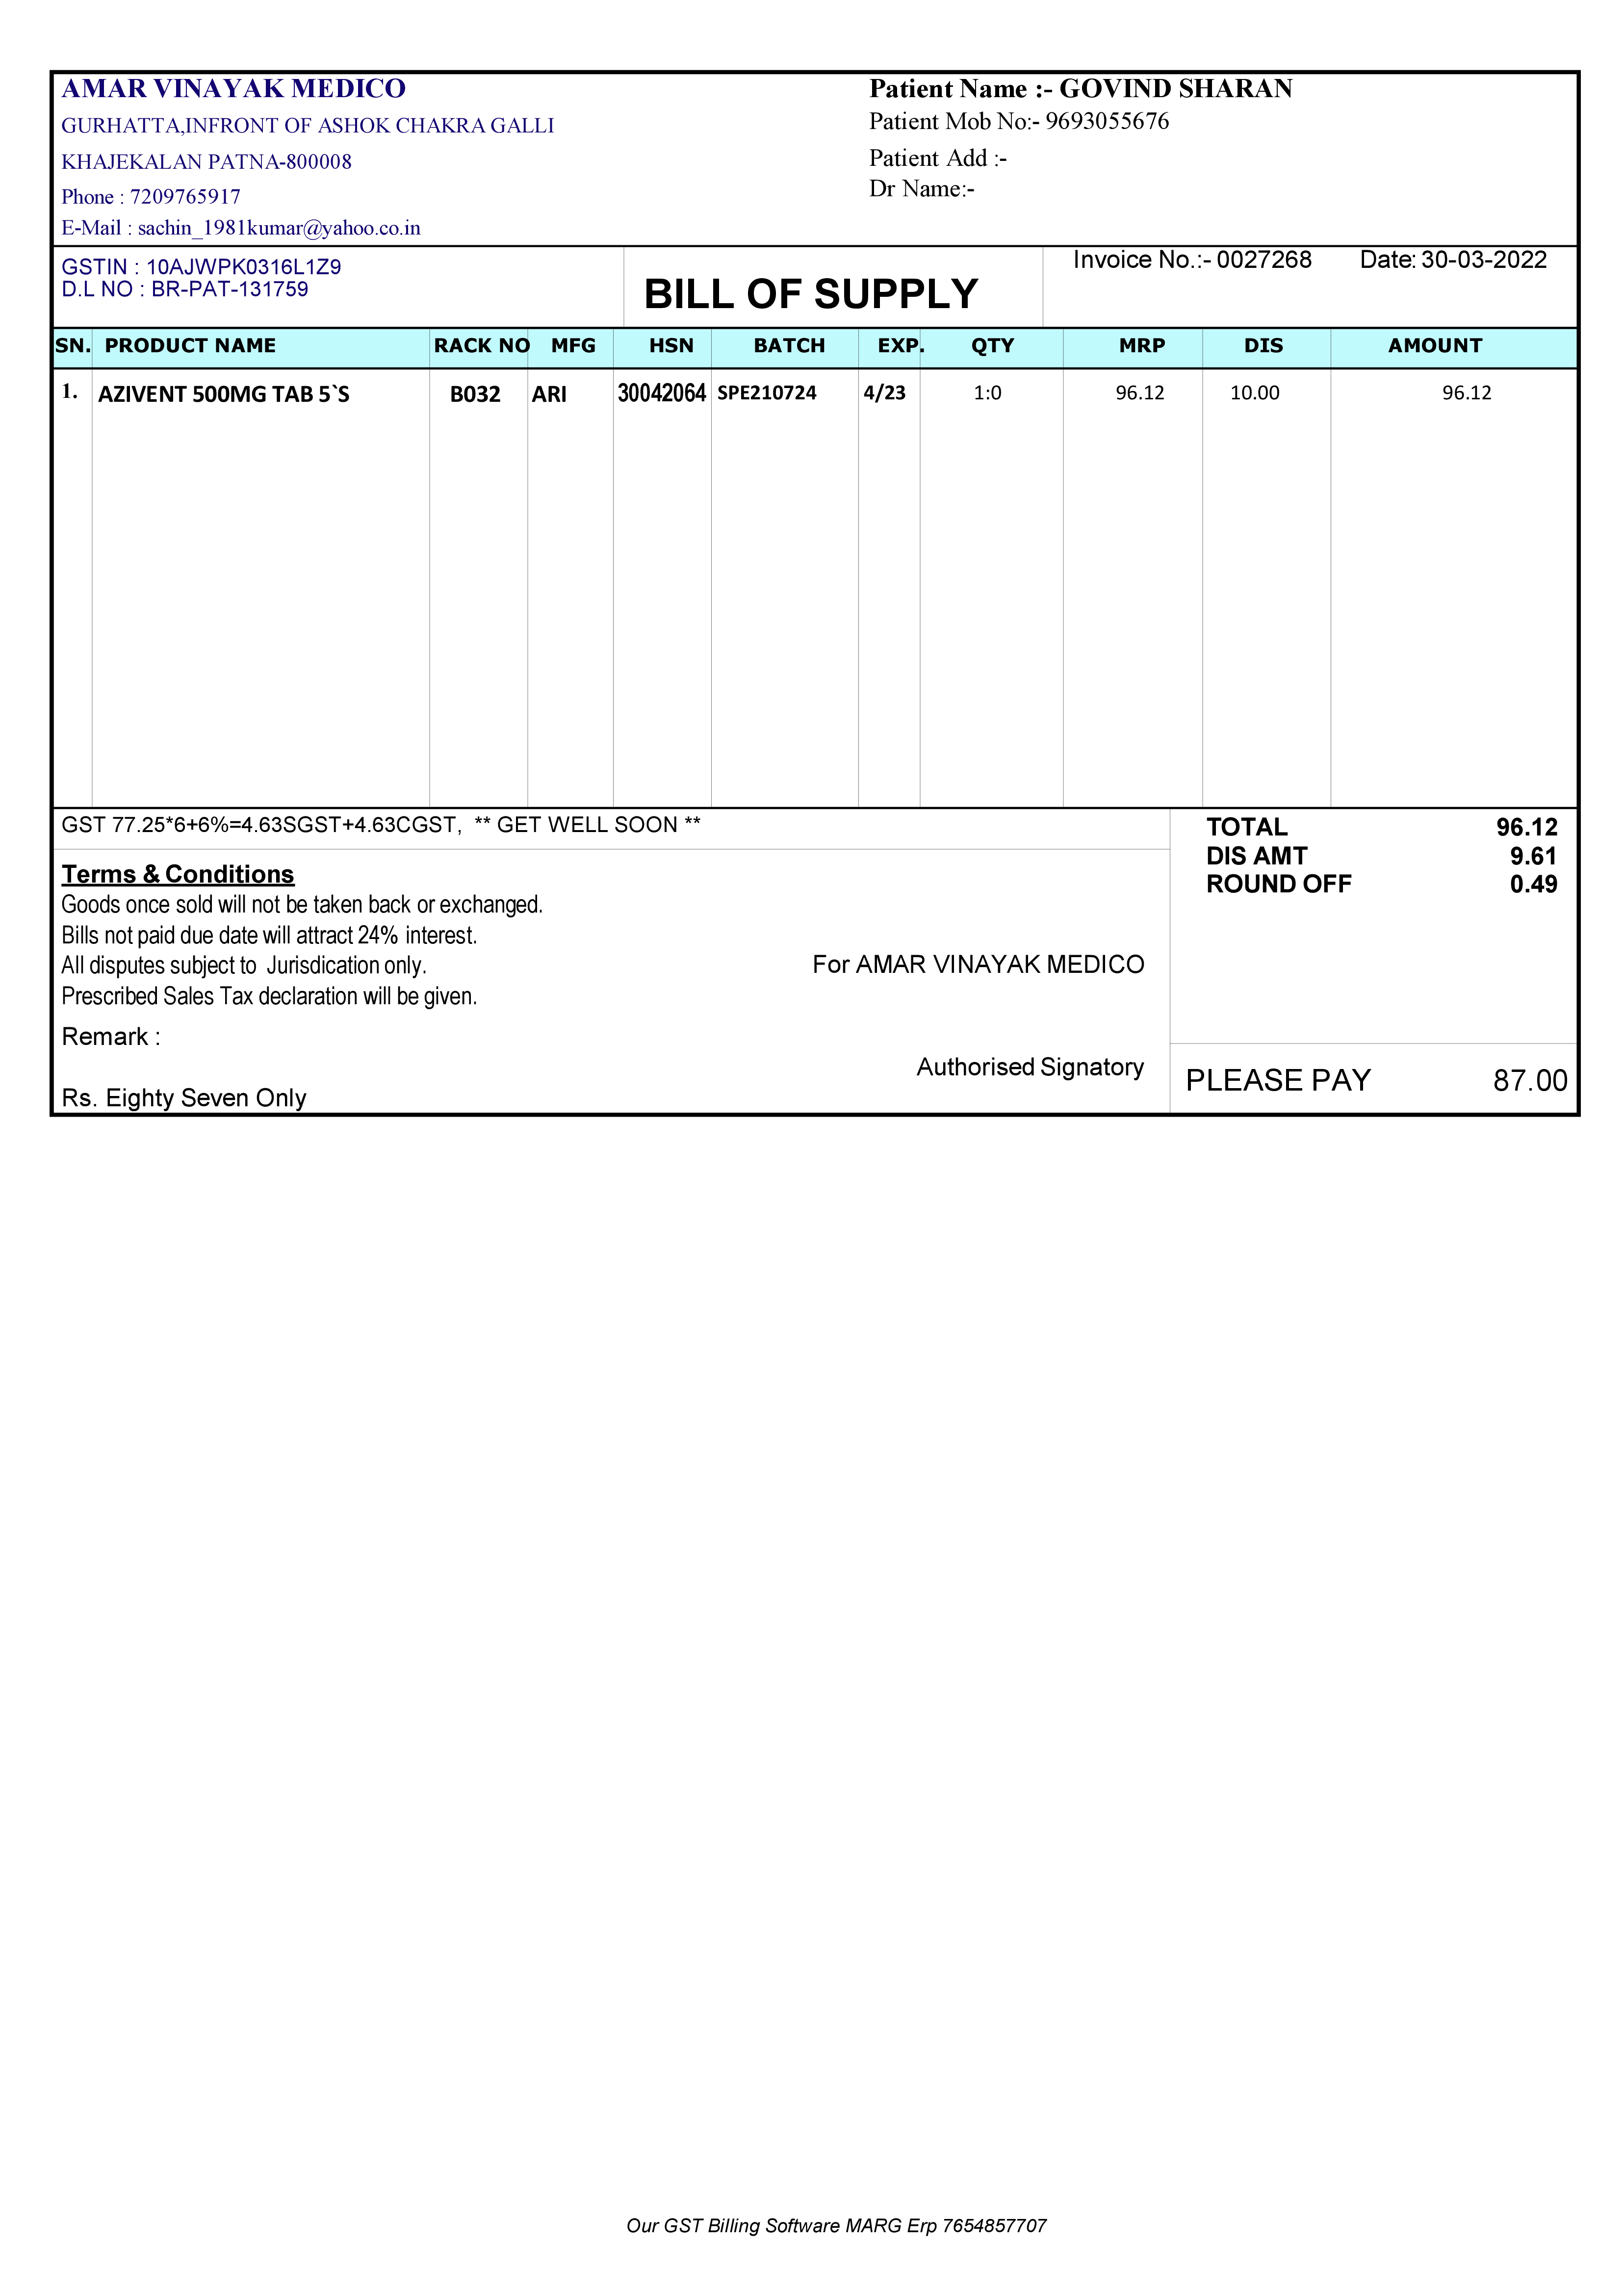 AMAR VINAYAK MEDICO
GURHATTA,INFRONT OF ASHOK CHAKRA GALLI
KHAJEKALAN PATNA-800008
Phone : 7209765917
E-Mail : sachin_1981kumar@yahoo.co.in
Patient Name :- GOVIND SHARAN
Patient Mob No:- 9693055676
Patient Add :-
Dr Name:-
GSTIN : 10AJWPK0316L1Z9
D.L NO : BR-PAT-131759
BILL OF SUPPLY
Invoice No.:- 0027268 Date: 30-03-2022
SN. PRODUCT NAME RACK NO MFG HSN BATCH EXP. QTY MRP DIS AMOUNT
1. AZIVENT 500MG TAB 5`S B032 ARI 30042064 SPE210724 4/23 1:0 96.12 10.00 96.12
GST 77.25*6+6%=4.63SGST+4.63CGST, ** GET WELL SOON **
Terms & Conditions
Goods once sold will not be taken back or exchanged.
Bills not paid due date will attract 24% interest.
All disputes subject to Jurisdication only.
Prescribed Sales Tax declaration will be given.
Remark :
Rs. Eighty Seven Only
For AMAR VINAYAK MEDICO
Authorised Signatory
TOTAL 96.12
DIS AMT 9.61
ROUND OFF 0.49
PLEASE PAY 87.00
Our GST Billing Software MARG Erp 7654857707